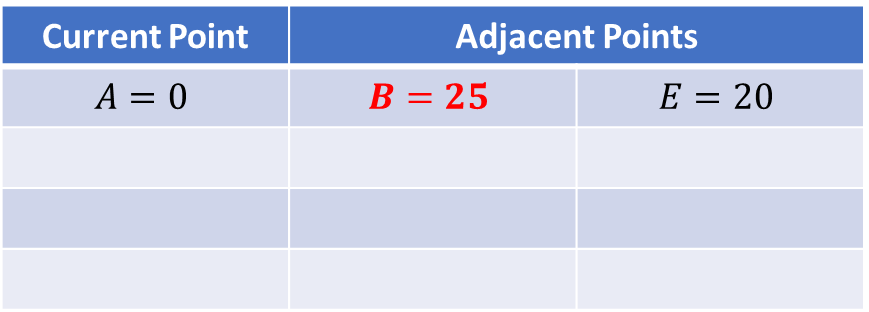 Current Point Adjacent Points
A = 0 B = 25 E = 20